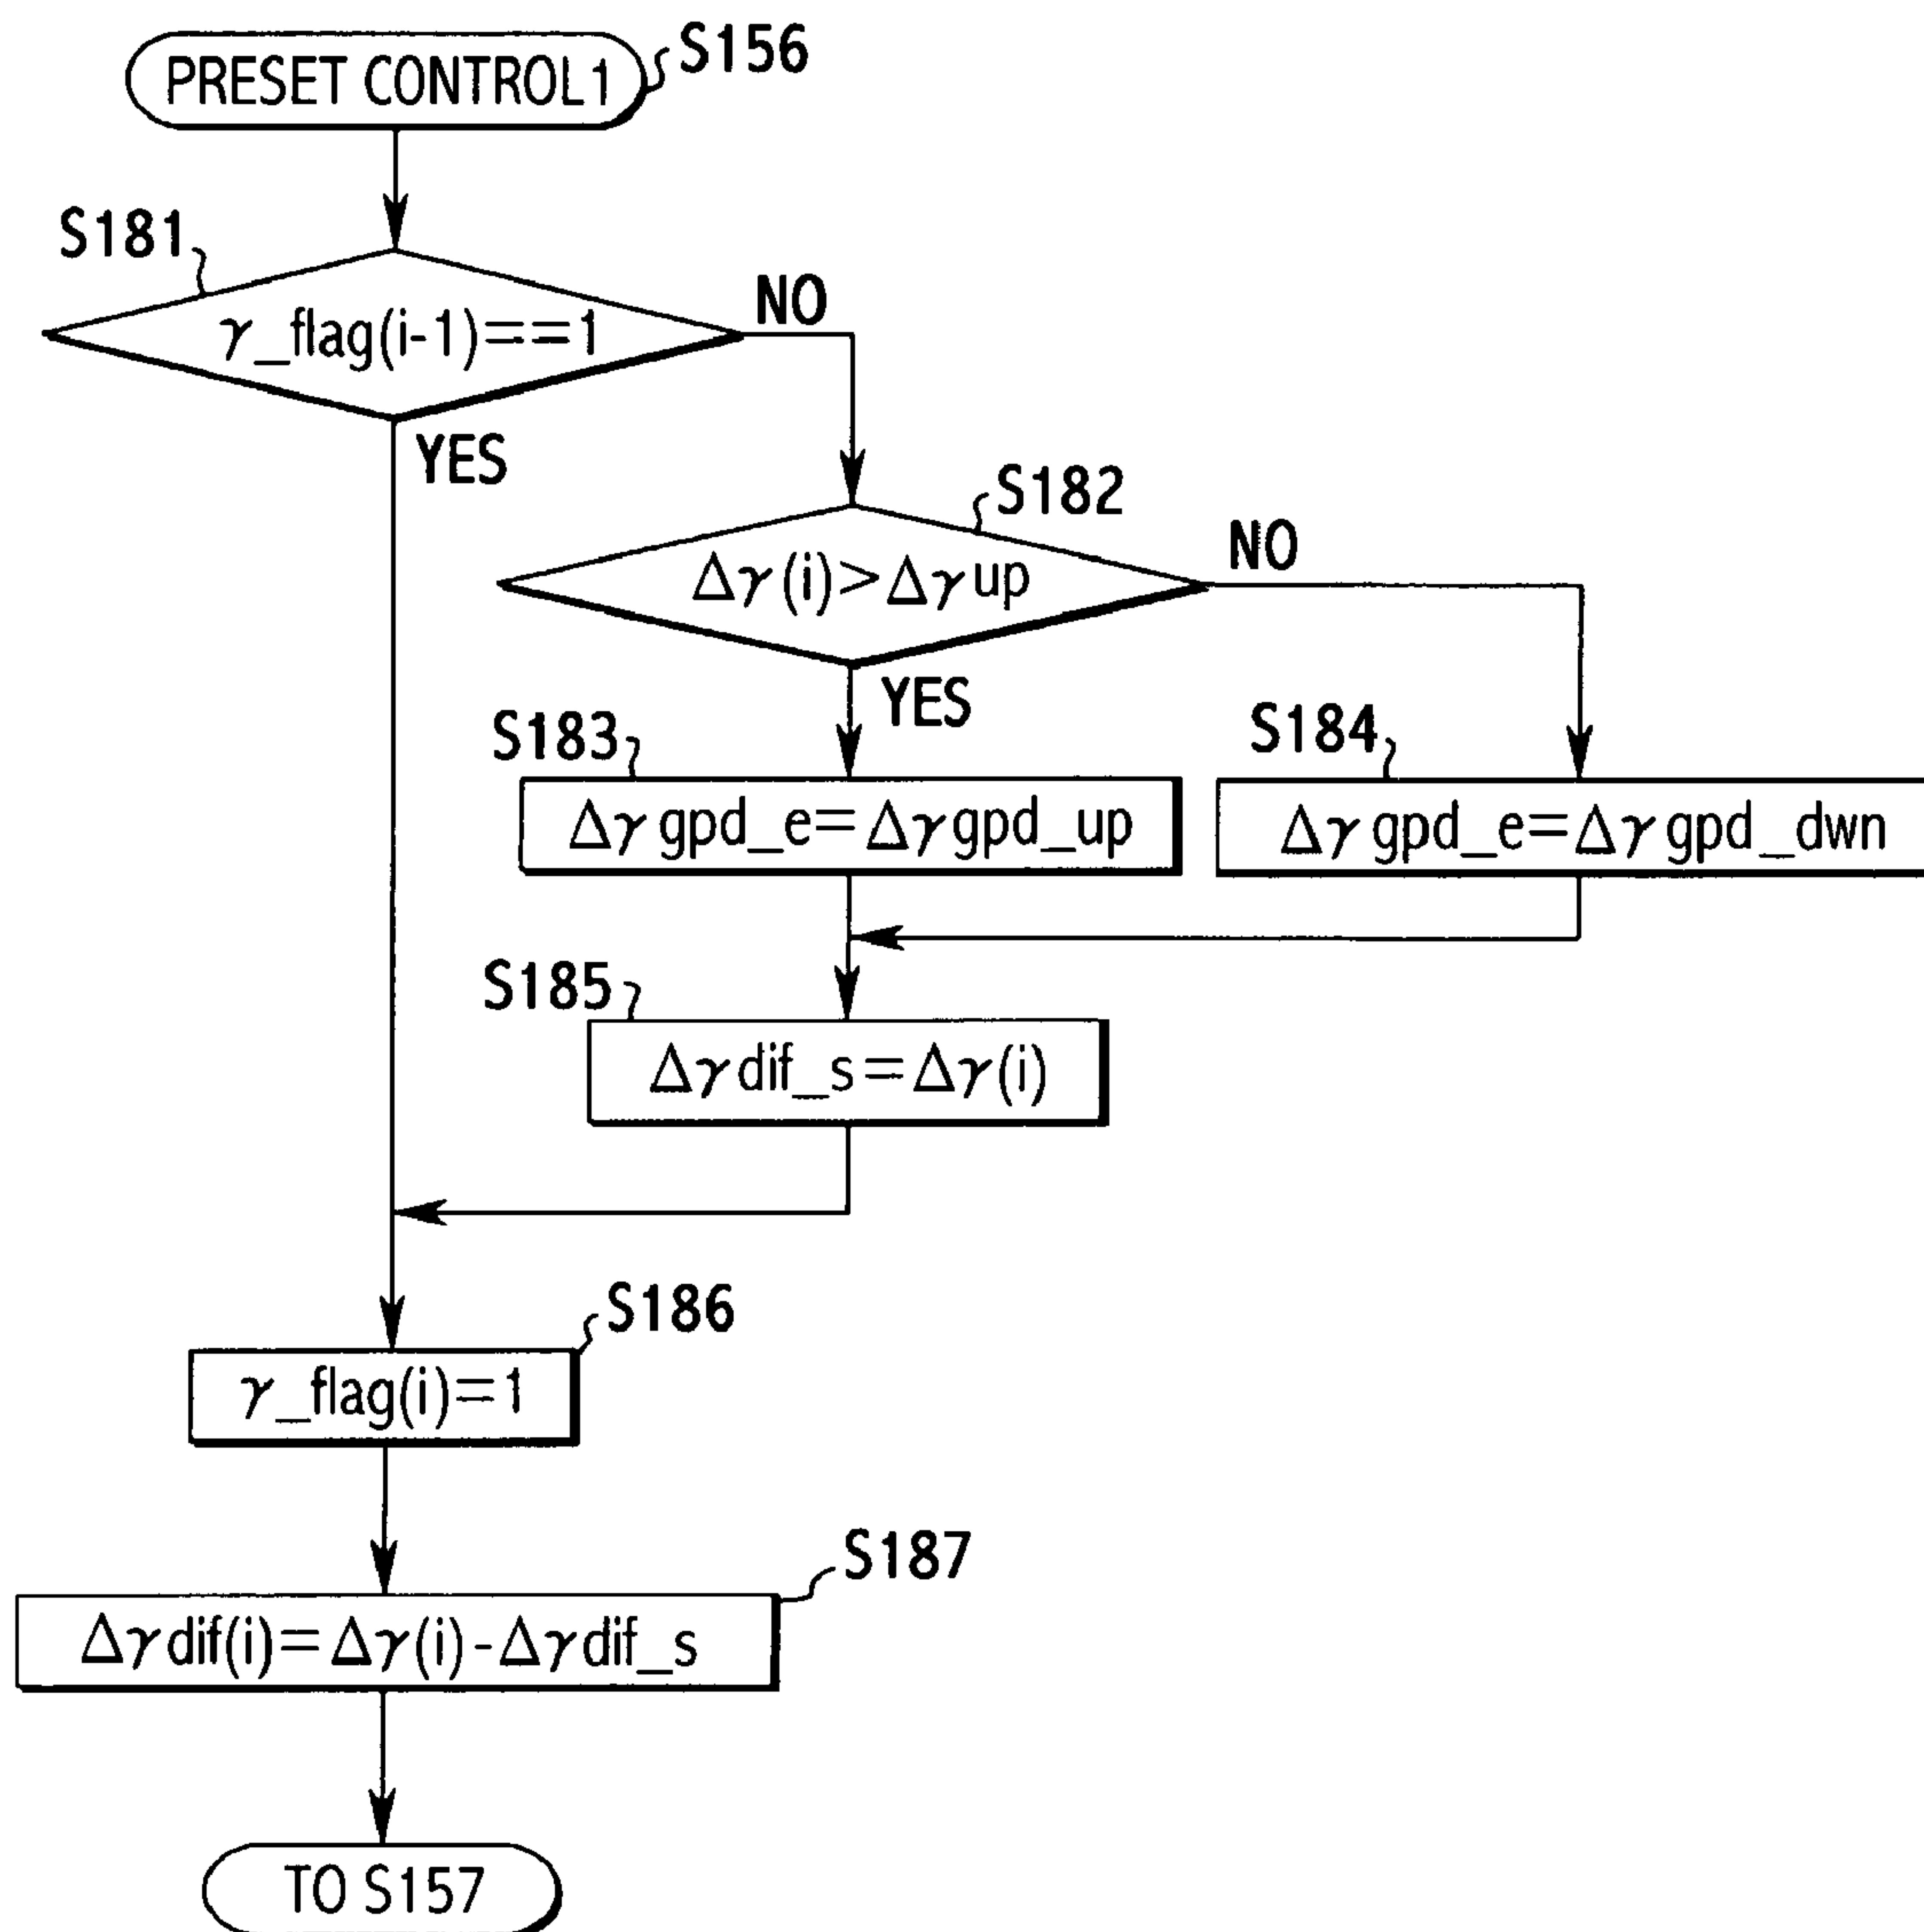 PRESET CONTROL1
S156
S181
γ_flag(i-1)==1
NO
YES
S182
Δγ(i)>Δγup
NO
YES
S183
Δγgpd_e=Δγgpd_up
S184
Δγgpd_e=Δγgpd_dwn
S185
Δγdif_s=Δγ(i)
S186
γ_flag(i)=1
S187
Δγdif(i)=Δγ(i)-Δγdif_s
TO S157